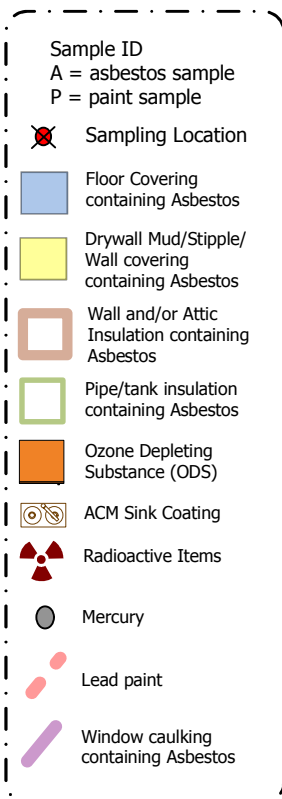 Sample ID
A = asbestos sample
P = paint sample
Sampling Location
Floor Covering
containing Asbestos
Drywall Mud/Stipple/
Wall covering
containing Asbestos
Wall and/or Attic
Insulation containing
Asbestos
Pipe/tank insulation
containing Asbestos
Ozone Depleting
Substance (ODS)
ACM Sink Coating
Radioactive Items
Mercury
Lead paint
Window caulking
containing Asbestos